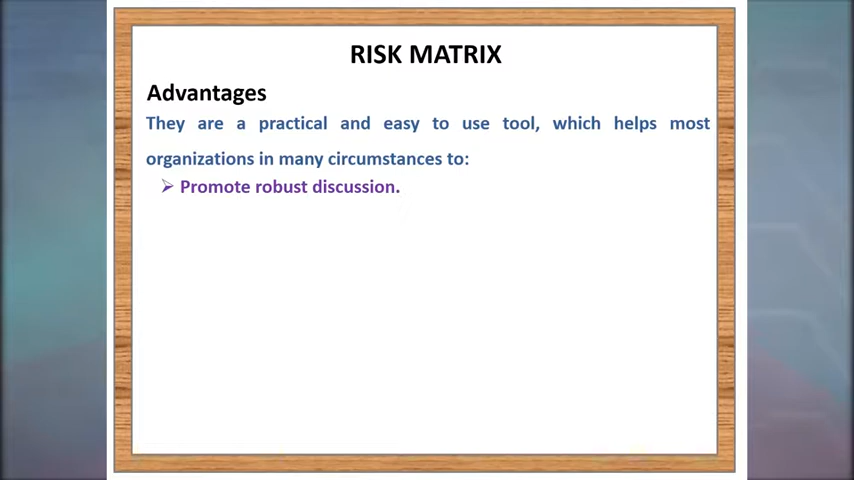 RISK MATRIX
Advantages
They are a practical and easy to use tool, which helps most
organizations in many circumstances to:
➢ Promote robust discussion.